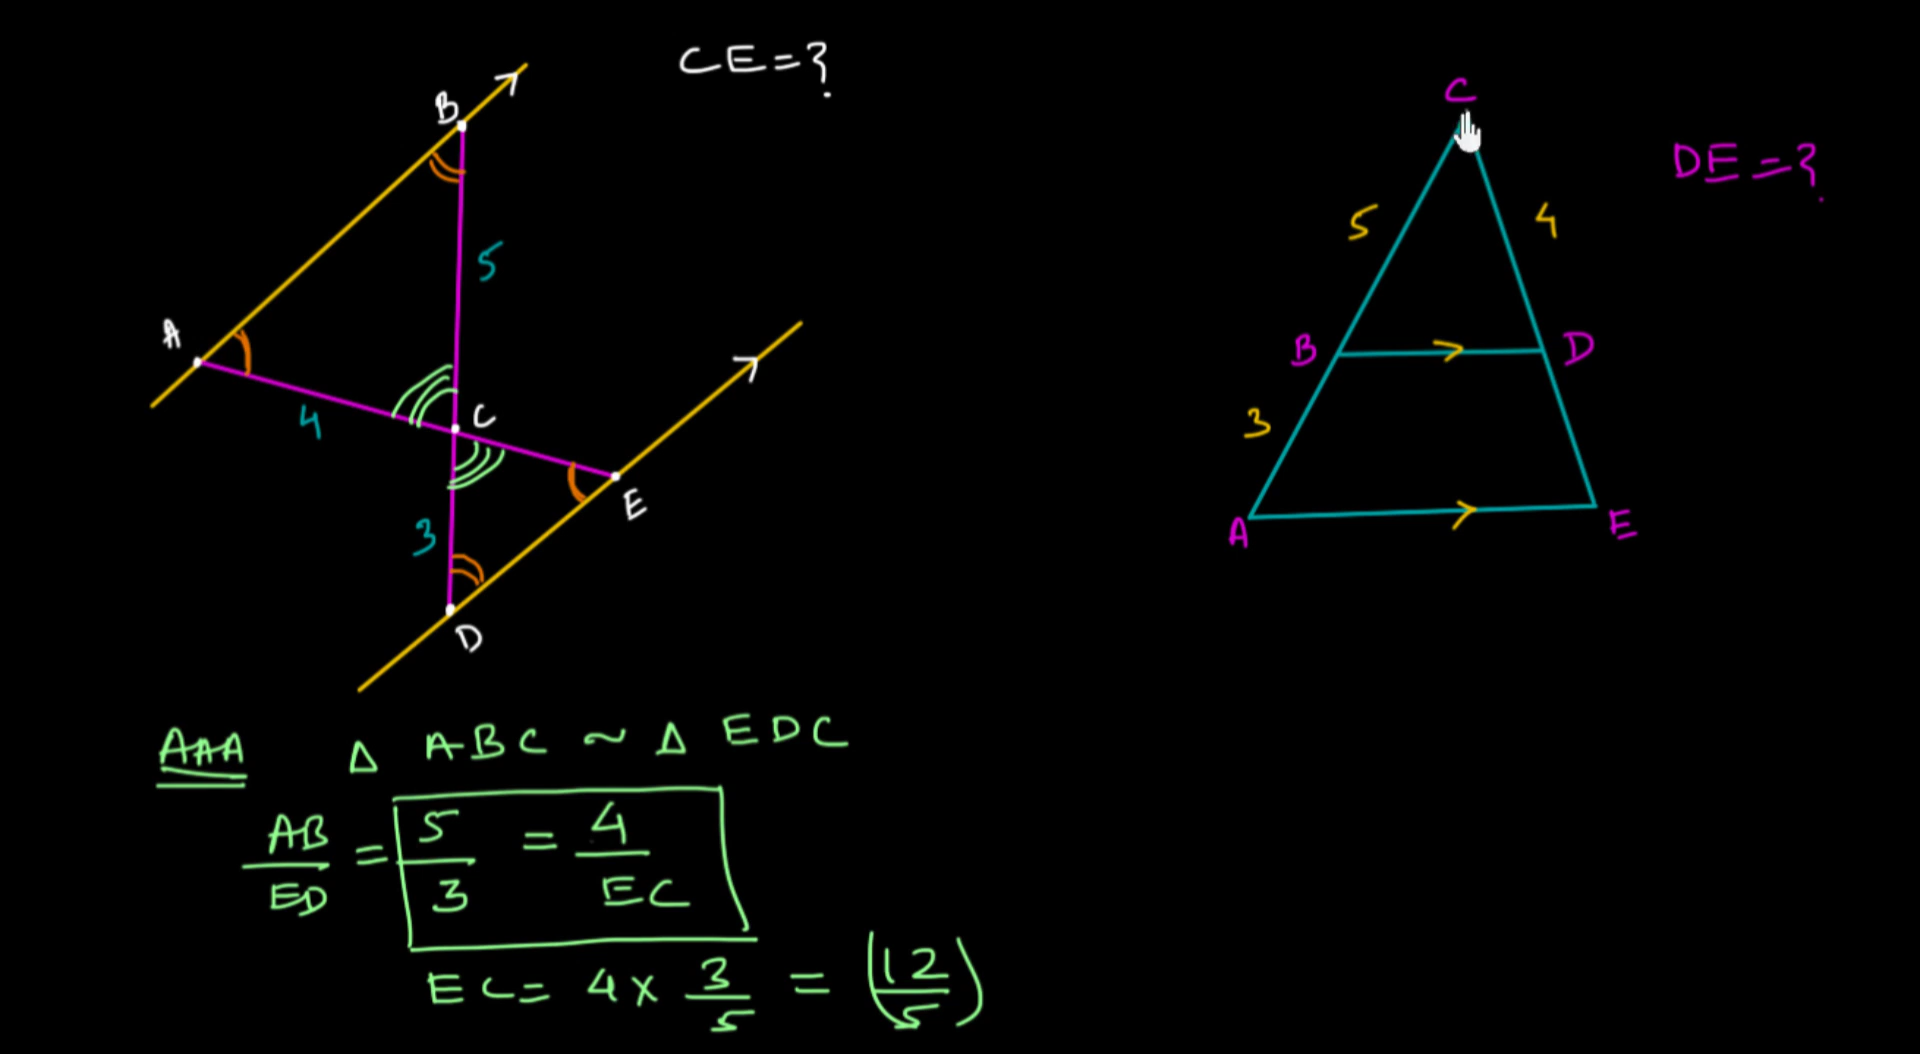 CE=?
B
5
A
4
C
3
E
D
C
DE=?
5
4
B
D
3
A
E
AAA Δ ABC ~ Δ EDC
AB/ED = 5/3 = 4/EC
EC= 4 x 3/5 = (12/5)